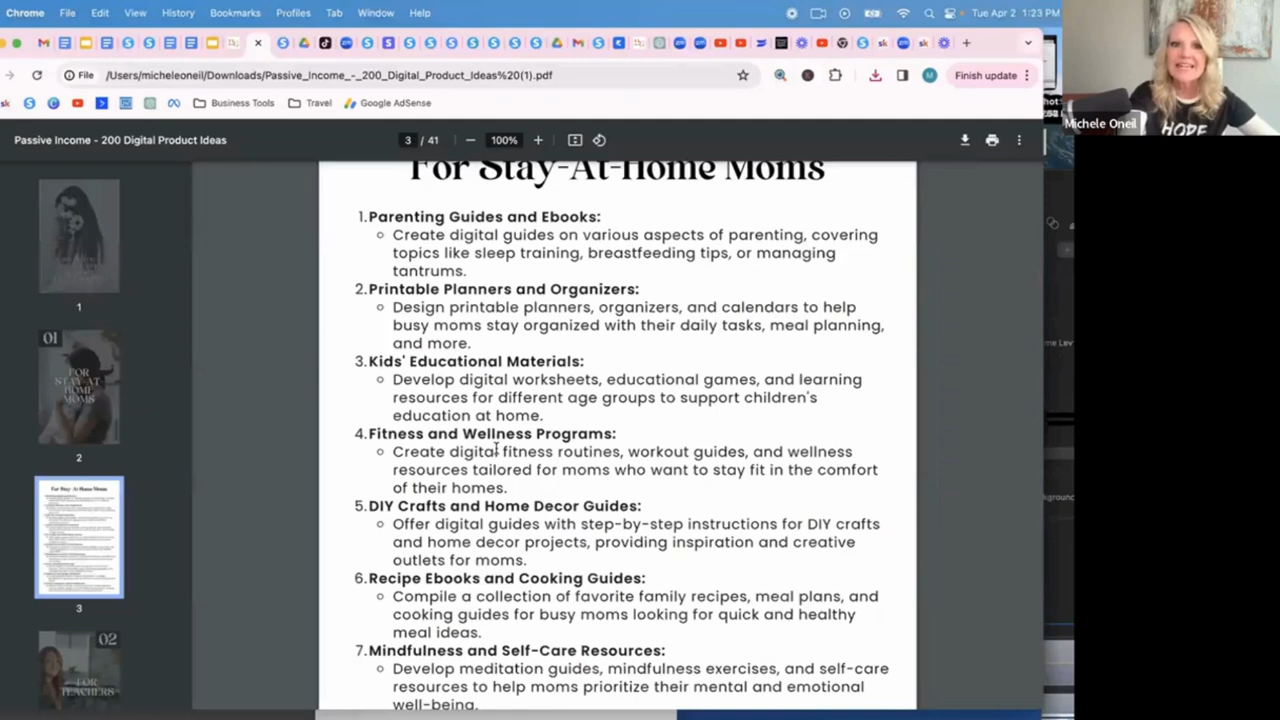 Chrome File Edit View History Bookmarks Profiles Tab Window Help Tue Apr 2 1:23 PM
File /Users/micheleoneil/Downloads/Passive_Income_-_200_Digital_Product_Ideas%20(1).pdf Finish update
Business Tools Travel Google AdSense
Michele Oneil
HOPE
Passive Income - 200 Digital Product Ideas 3 / 41 100%
For Stay-At-Home Moms
1. Parenting Guides and Ebooks:
Create digital guides on various aspects of parenting, covering
topics like sleep training, breastfeeding tips, or managing
tantrums.
2. Printable Planners and Organizers:
Design printable planners, organizers, and calendars to help
busy moms stay organized with their daily tasks, meal planning,
and more.
3. Kids' Educational Materials:
Develop digital worksheets, educational games, and learning
resources for different age groups to support children's
education at home.
4. Fitness and Wellness Programs:
Create digital fitness routines, workout guides, and wellness
resources tailored for moms who want to stay fit in the comfort
of their homes.
5. DIY Crafts and Home Decor Guides:
Offer digital guides with step-by-step instructions for DIY crafts
and home decor projects, providing inspiration and creative
outlets for moms.
6. Recipe Ebooks and Cooking Guides:
Compile a collection of favorite family recipes, meal plans, and
cooking guides for busy moms looking for quick and healthy
meal ideas.
7. Mindfulness and Self-Care Resources:
Develop meditation guides, mindfulness exercises, and self-care
resources to help moms prioritize their mental and emotional
well-being.
1
01
FOR
STAY-AT-
HOME
MOMS
2
For Stay-At-Home Moms
3
02
FOR
TEACHERS